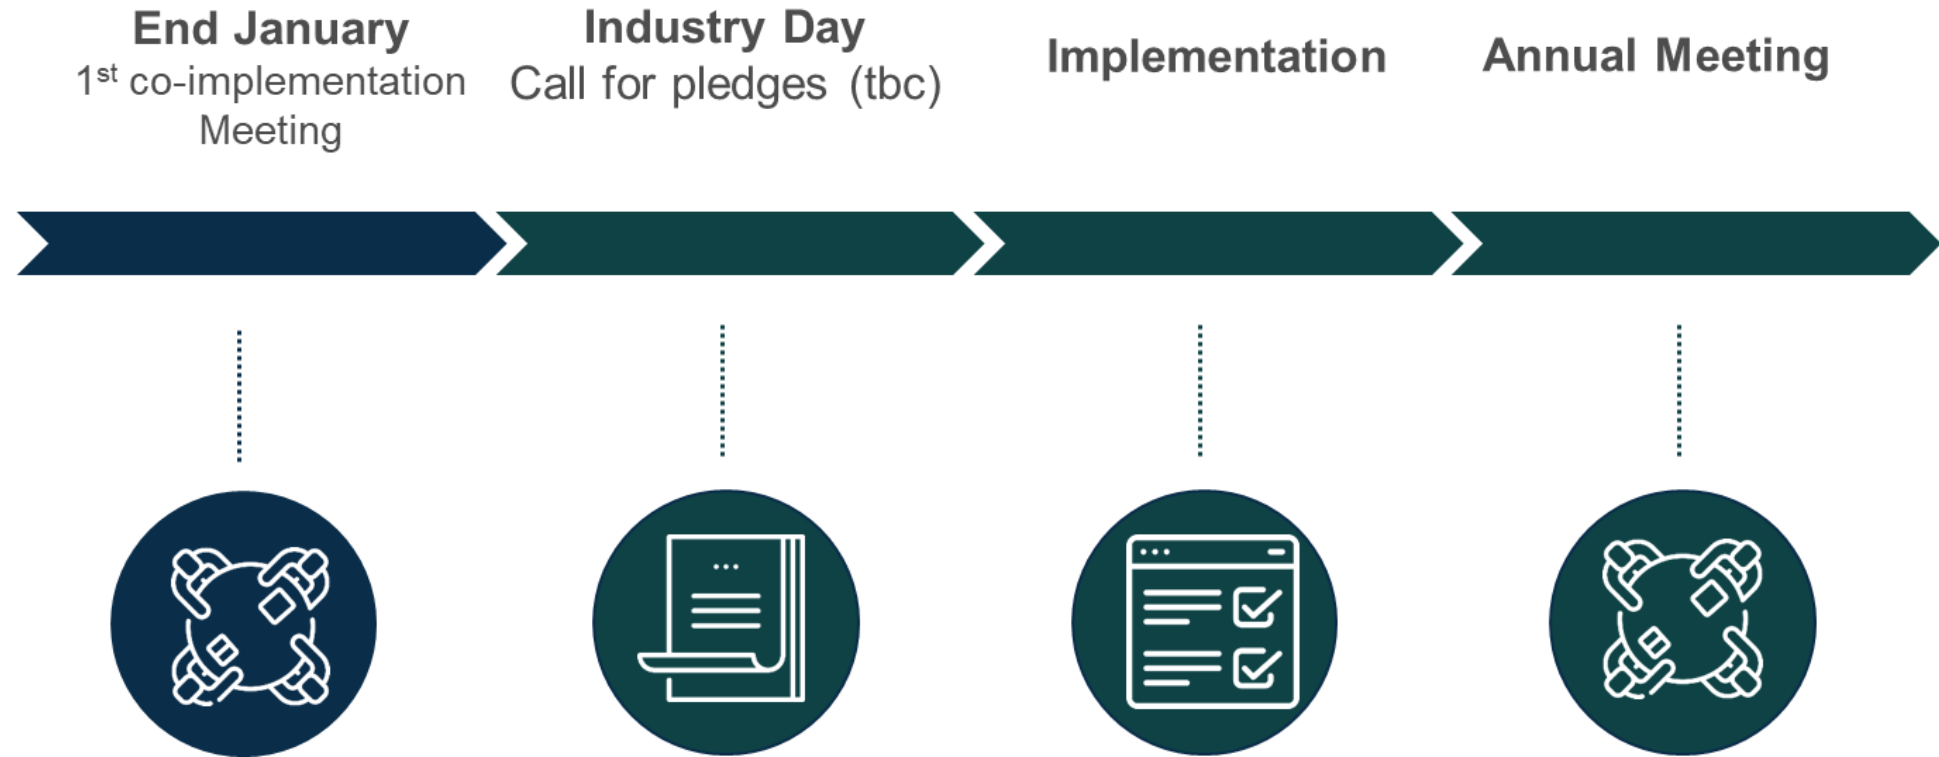 End January
1st co-implementation
Meeting
Industry Day
Call for pledges (tbc)
Implementation
Annual Meeting